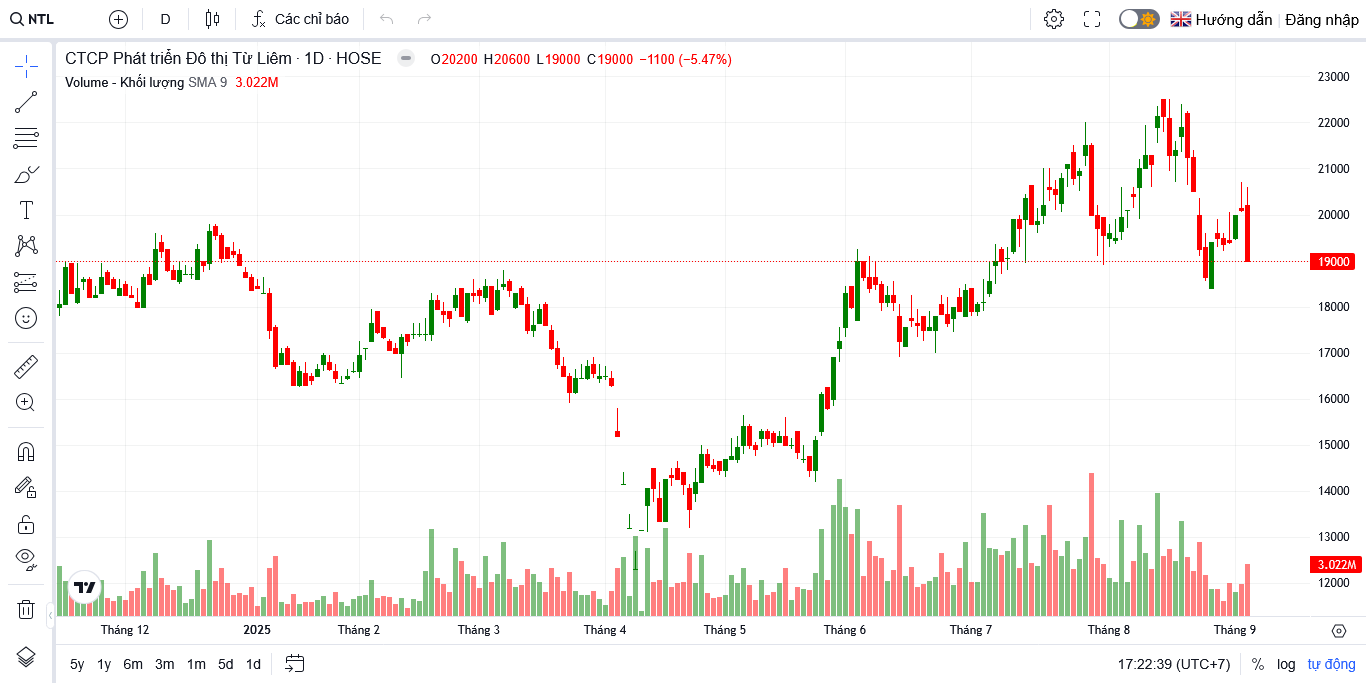 NTL D Các chỉ báo Hướng dẫn Đăng nhập
CTCP Phát triển Đô thị Từ Liêm · 1D · HOSE O20200 H20600 L19000 C19000 −1100 (−5.47%)
Volume - Khối lượng SMA 9 3.022M
23000
22000
21000
20000
19000
18000
17000
16000
15000
14000
13000
3.022M
12000
Tháng 12 2025 Tháng 2 Tháng 3 Tháng 4 Tháng 5 Tháng 6 Tháng 7 Tháng 8 Tháng 9
5y 1y 6m 3m 1m 5d 1d 17:22:39 (UTC+7) % log tự động